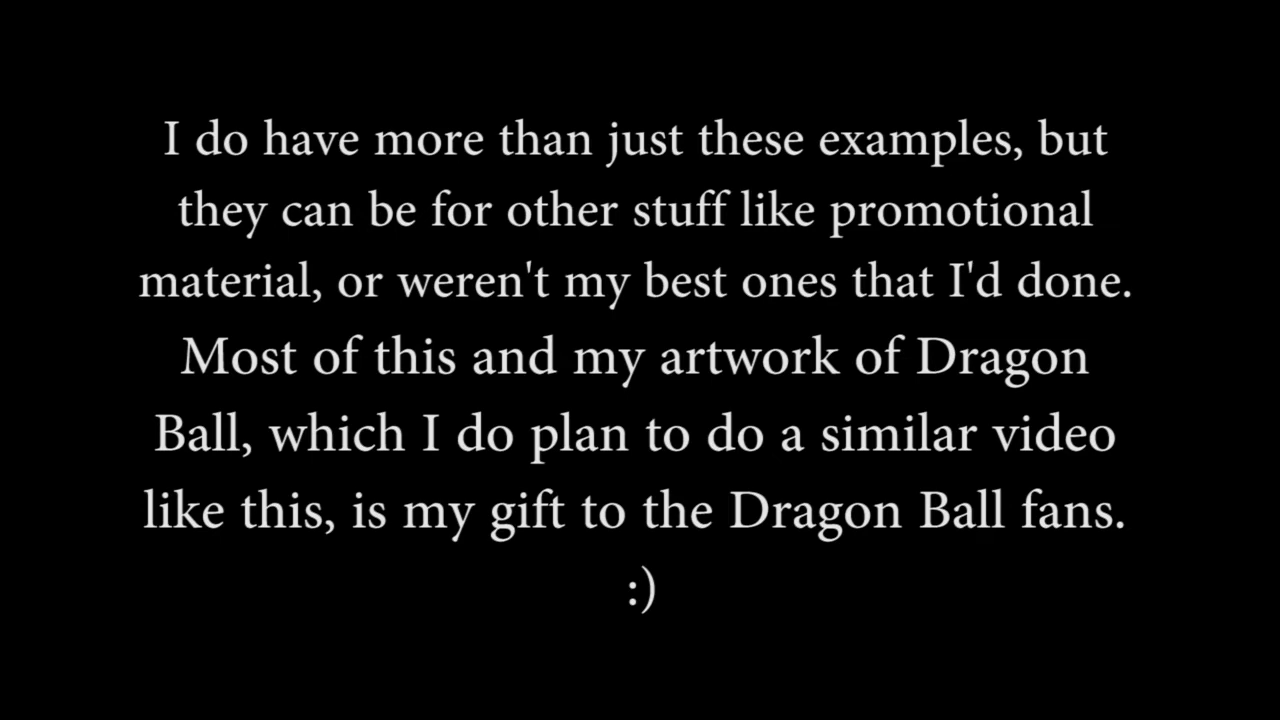 I do have more than just these examples, but
they can be for other stuff like promotional
material, or weren't my best ones that I'd done.
Most of this and my artwork of Dragon
Ball, which I do plan to do a similar video
like this, is my gift to the Dragon Ball fans.
:)